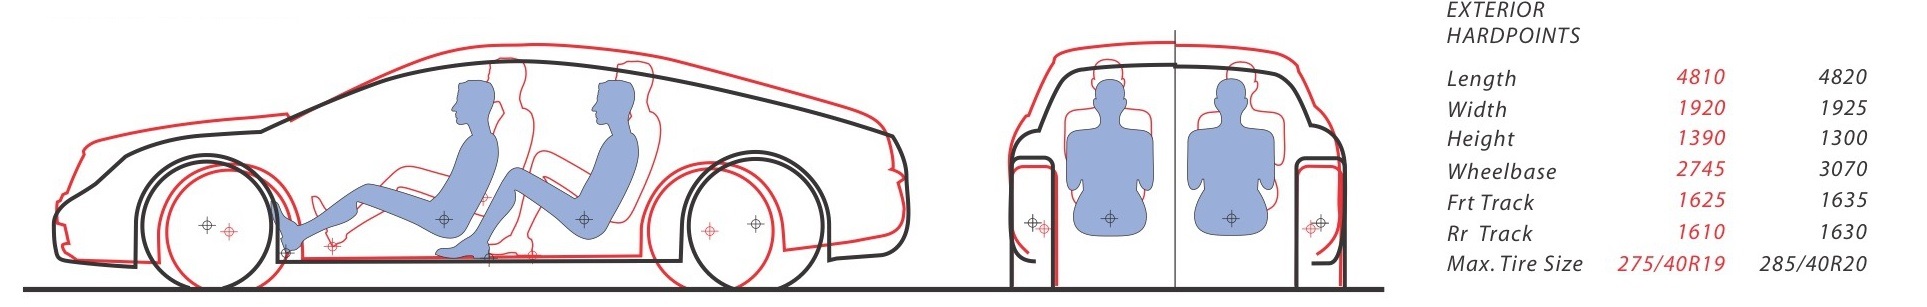 EXTERIOR
HARDPOINTS
Length 4810 4820
Width 1920 1925
Height 1390 1300
Wheelbase 2745 3070
Frt Track 1625 1635
Rr Track 1610 1630
Max. Tire Size 275/40R19 285/40R20